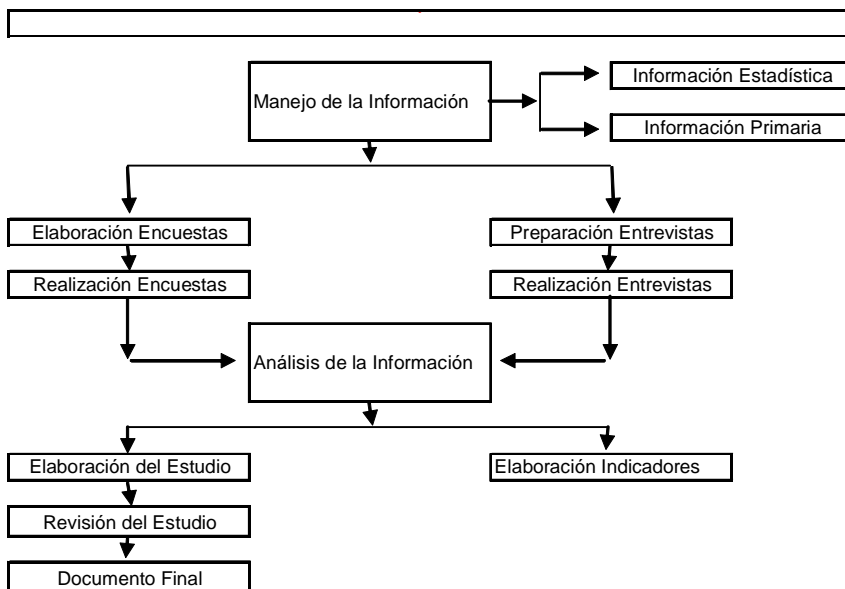 Información Estadística
Manejo de la Información
Información Primaria
Elaboración Encuestas
Preparación Entrevistas
Realización Encuestas
Realización Entrevistas
Análisis de la Información
Elaboración del Estudio
Elaboración Indicadores
Revisión del Estudio
Documento Final